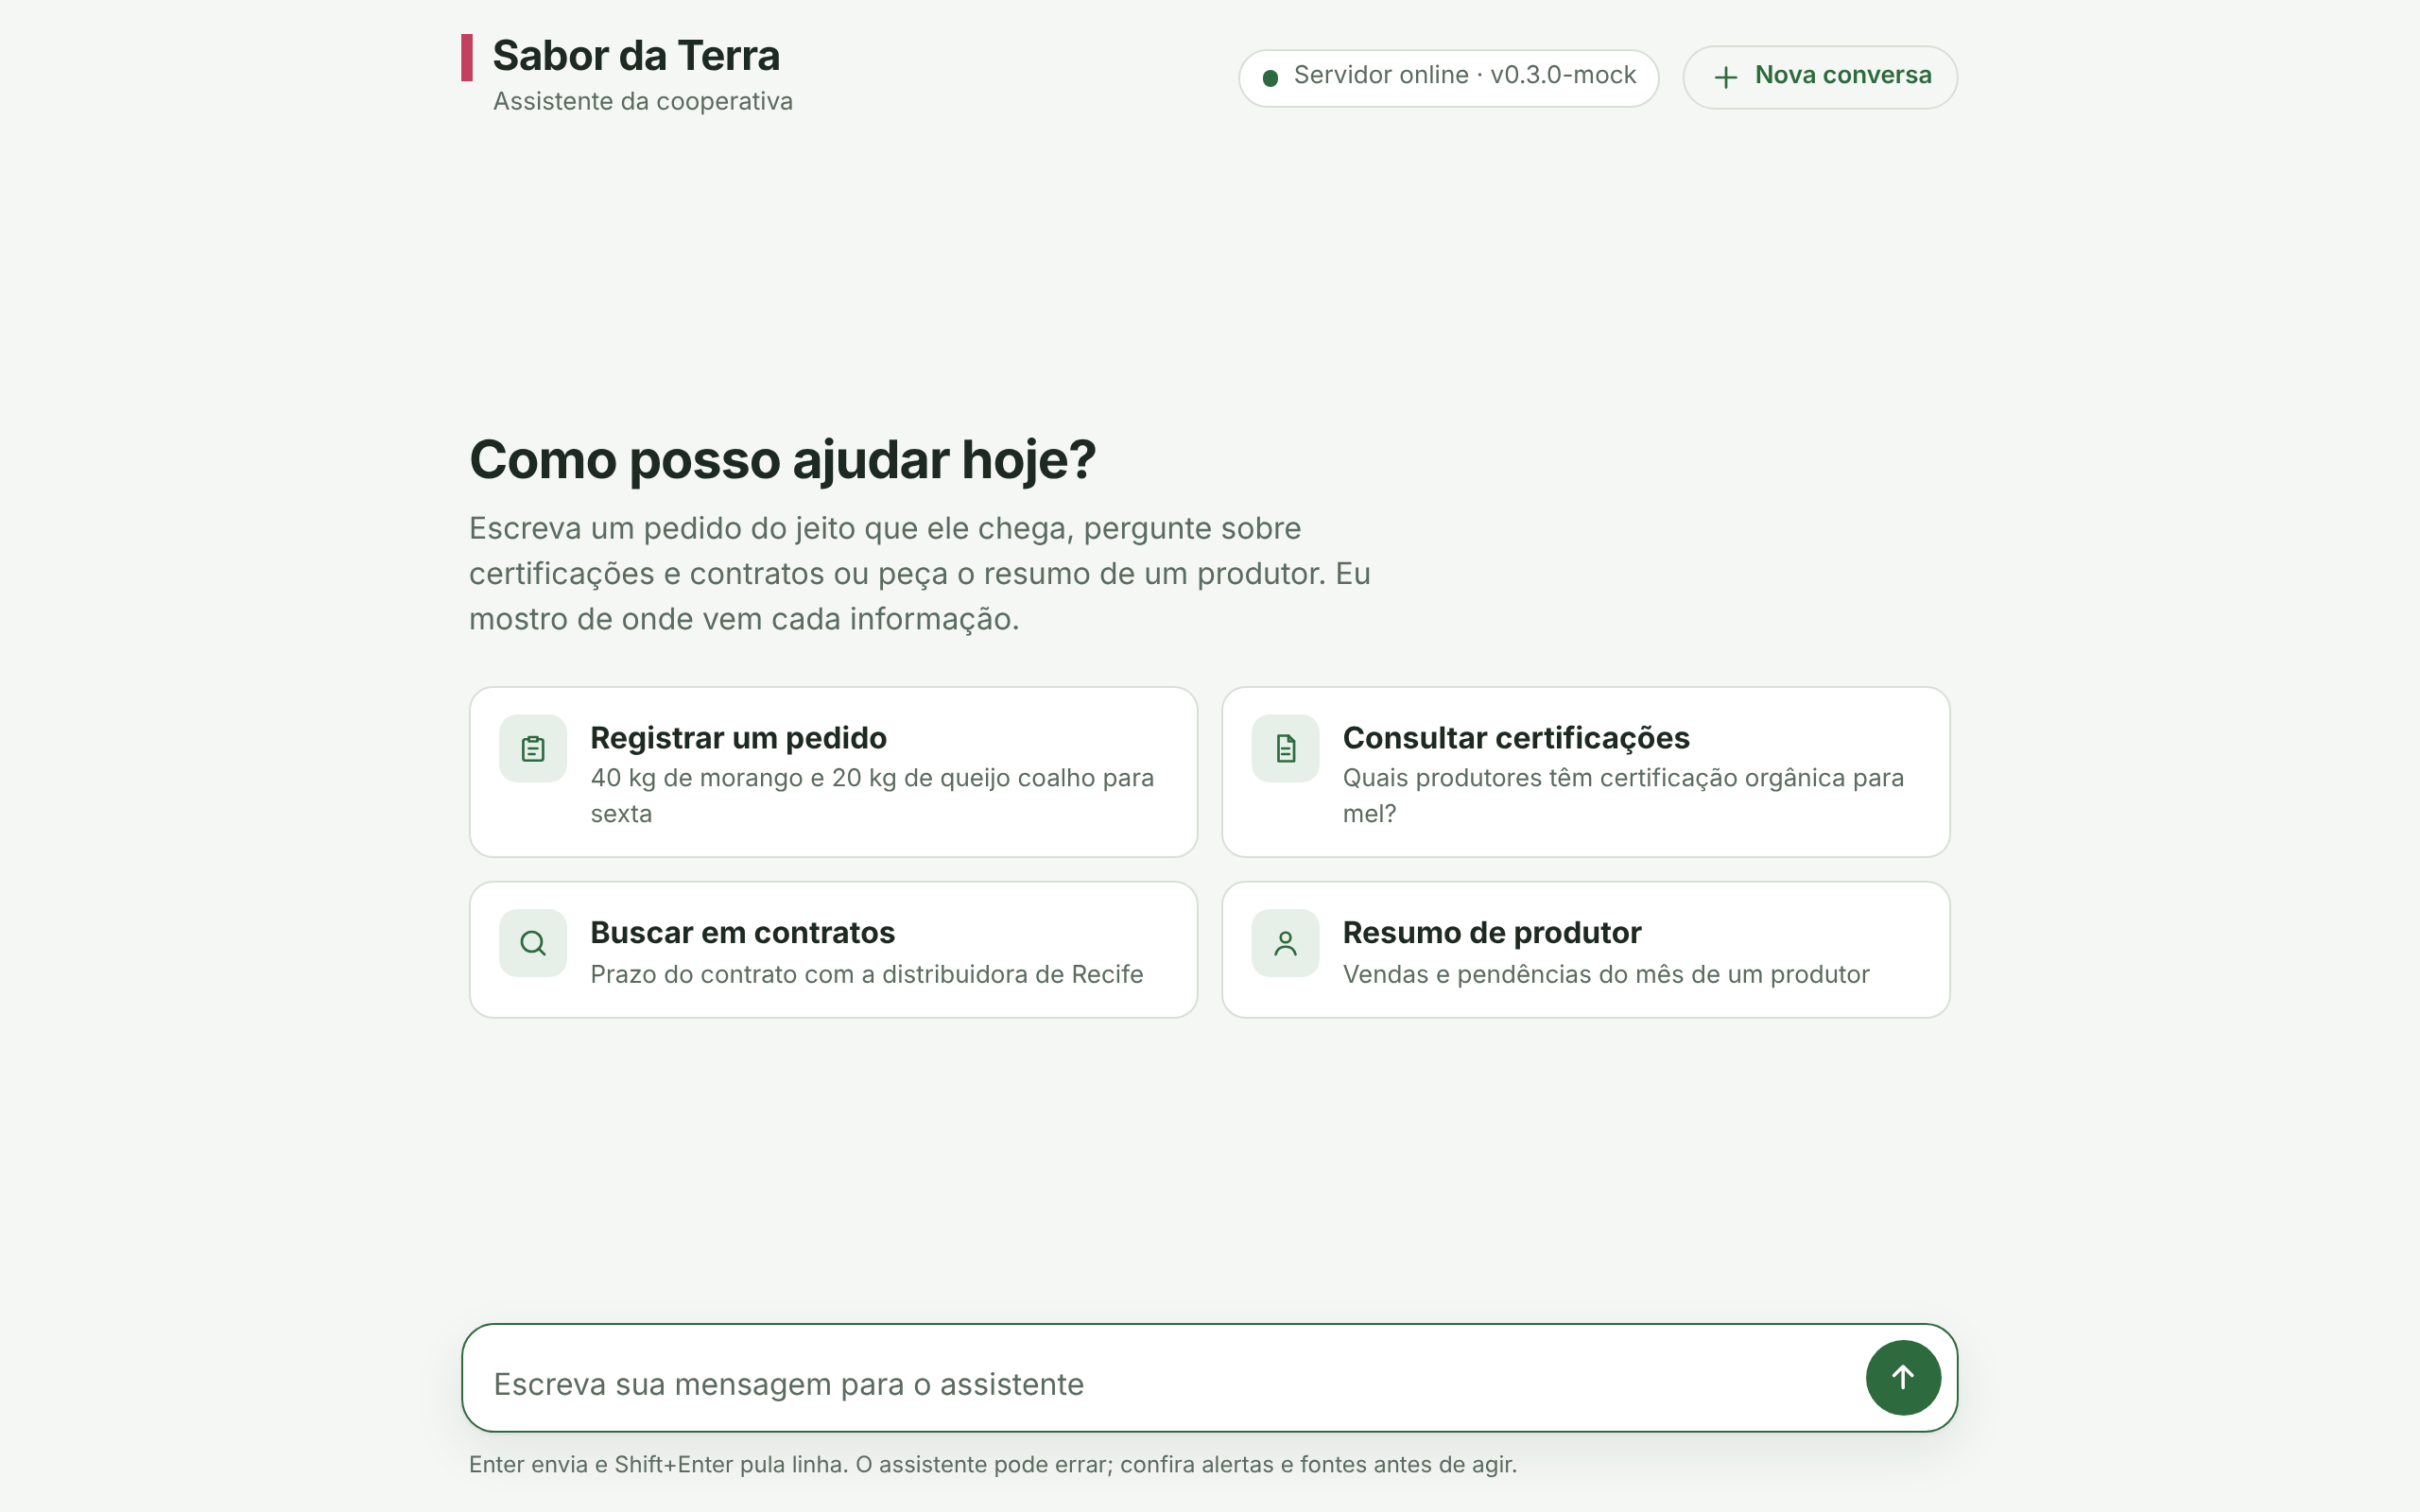 Sabor da Terra
Assistente da cooperativa
Servidor online · v0.3.0-mock
Nova conversa
Como posso ajudar hoje?
Escreva um pedido do jeito que ele chega, pergunte sobre
certificações e contratos ou peça o resumo de um produtor. Eu
mostro de onde vem cada informação.
Registrar um pedido
40 kg de morango e 20 kg de queijo coalho para
sexta
Consultar certificações
Quais produtores têm certificação orgânica para
mel?
Buscar em contratos
Prazo do contrato com a distribuidora de Recife
Resumo de produtor
Vendas e pendências do mês de um produtor
Escreva sua mensagem para o assistente
Enter envia e Shift+Enter pula linha. O assistente pode errar; confira alertas e fontes antes de agir.